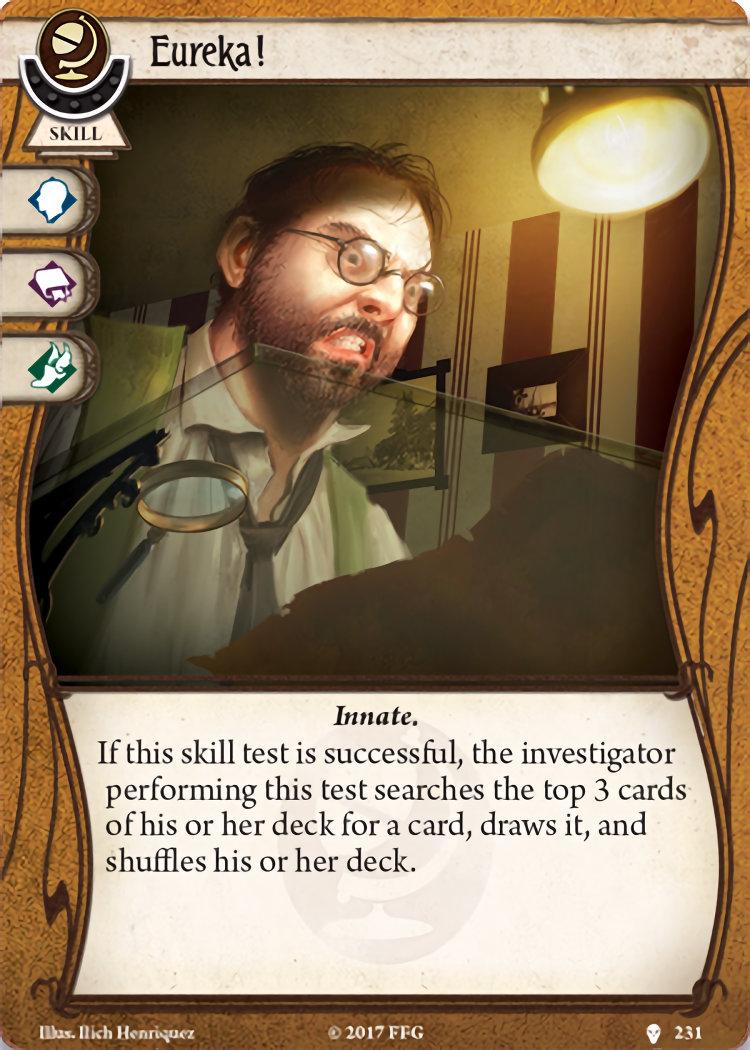 Eureka!
SKILL
Innate.
If this skill test is successful, the investigator
performing this test searches the top 3 cards
of his or her deck for a card, draws it, and
shuffles his or her deck.
Illus. Rich Henriquez
© 2017 FFG
231